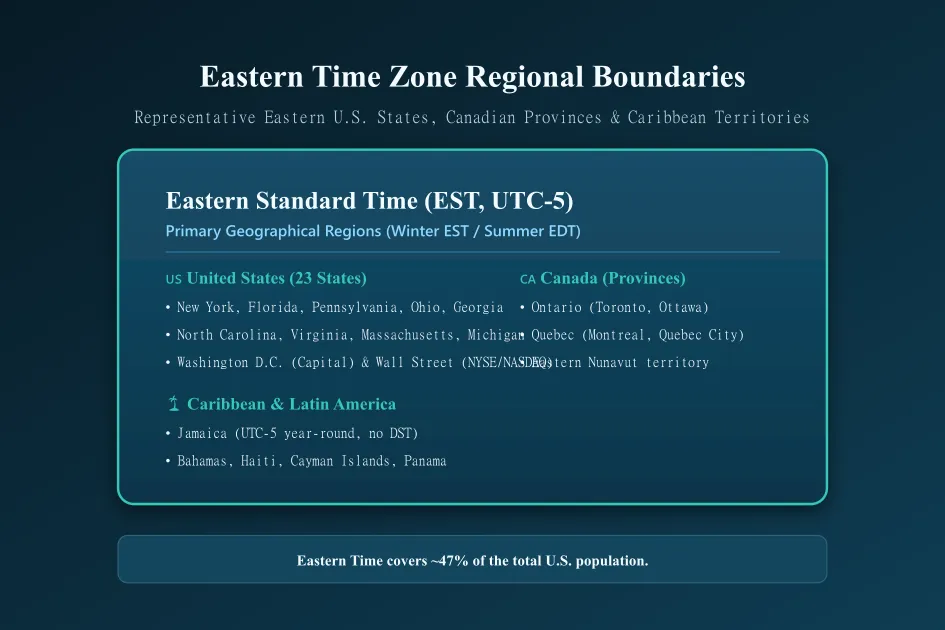 Eastern Time Zone Regional Boundaries
Representative Eastern U.S. States, Canadian Provinces & Caribbean Territories
Eastern Standard Time (EST, UTC-5)
Primary Geographical Regions (Winter EST / Summer EDT)
US United States (23 States)
• New York, Florida, Pennsylvania, Ohio, Georgia
• North Carolina, Virginia, Massachusetts, Michigan
• Washington D.C. (Capital) & Wall Street (NYSE/NASDAQ)
CA Canada (Provinces)
• Ontario (Toronto, Ottawa)
• Quebec (Montreal, Quebec City)
• Eastern Nunavut territory
🏝 Caribbean & Latin America
• Jamaica (UTC-5 year-round, no DST)
• Bahamas, Haiti, Cayman Islands, Panama
Eastern Time covers ~47% of the total U.S. population.